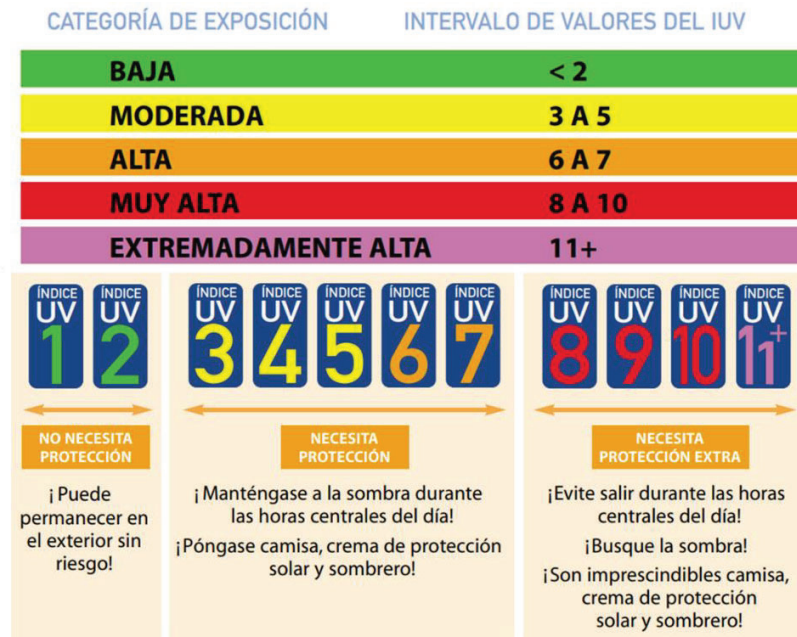 CATEGORÍA DE EXPOSICIÓN INTERVALO DE VALORES DEL IUV
BAJA < 2
MODERADA 3 A 5
ALTA 6 A 7
MUY ALTA 8 A 10
EXTREMADAMENTE ALTA 11+
ÍNDICE UV 1
ÍNDICE UV 2
ÍNDICE UV 3
ÍNDICE UV 4
ÍNDICE UV 5
ÍNDICE UV 6
ÍNDICE UV 7
ÍNDICE UV 8
ÍNDICE UV 9
ÍNDICE UV 10
ÍNDICE UV 11+
NO NECESITA
PROTECCIÓN
¡Puede
permanecer en
el exterior sin
riesgo!
NECESITA
PROTECCIÓN
¡Manténgase a la sombra durante
las horas centrales del día!
¡Póngase camisa, crema de protección
solar y sombrero!
NECESITA
PROTECCIÓN EXTRA
¡Evite salir durante las horas
centrales del día!
¡Busque la sombra!
¡Son imprescindibles camisa,
crema de protección
solar y sombrero!